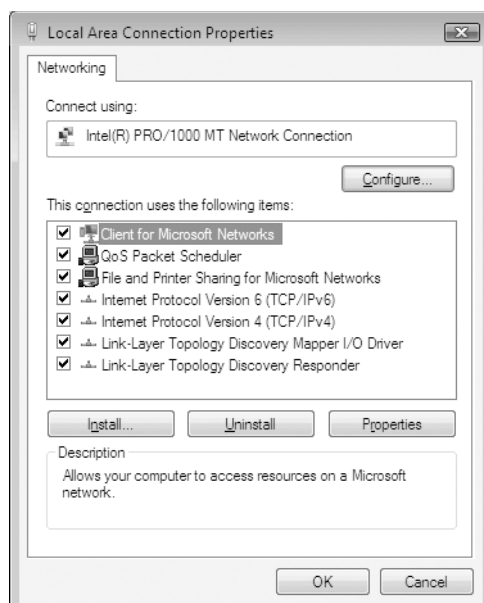 Local Area Connection Properties
Networking
Connect using:
Intel(R) PRO/1000 MT Network Connection
Configure...
This connection uses the following items:
Client for Microsoft Networks
QoS Packet Scheduler
File and Printer Sharing for Microsoft Networks
Internet Protocol Version 6 (TCP/IPv6)
Internet Protocol Version 4 (TCP/IPv4)
Link-Layer Topology Discovery Mapper I/O Driver
Link-Layer Topology Discovery Responder
Install...
Uninstall
Properties
Description
Allows your computer to access resources on a Microsoft
network.
OK
Cancel